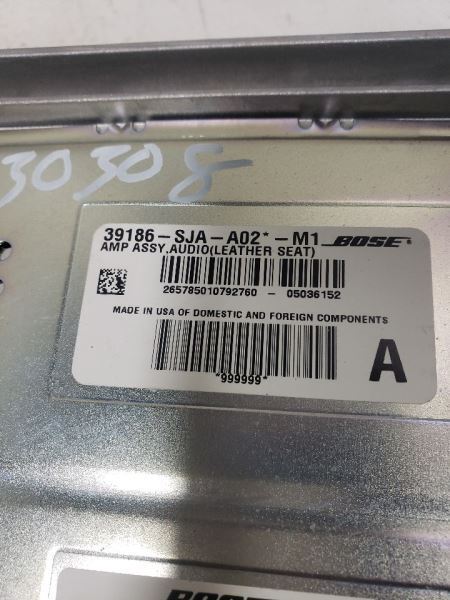 30308
39186-SJA-A02*-M1 BOSE
AMP ASSY.AUDIO(LEATHER SEAT)
265785010792760 - 05036152
MADE IN USA OF DOMESTIC AND FOREIGN COMPONENTS
*999999*
A